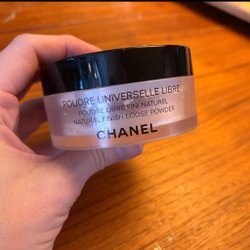 POUDRE UNIVERSELLE LIBRE
POUDRE LIBRE FINI NATUREL
NATURAL FINISH LOOSE POWDER
CHANEL